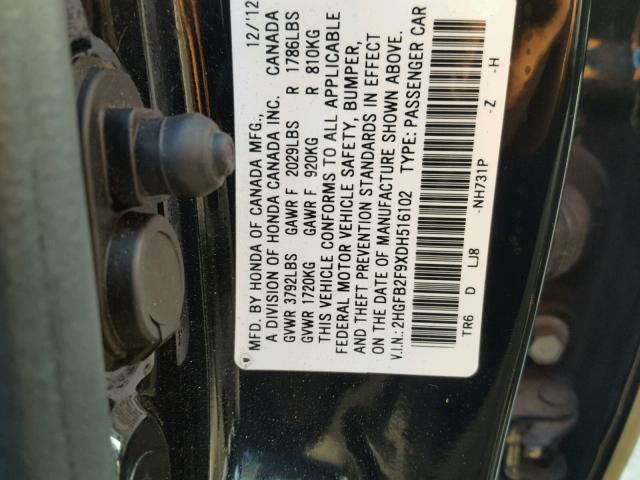 MFD. BY HONDA OF CANADA MFG., 12/'12
A DIVISION OF HONDA CANADA INC. CANADA
GVWR 3792LBS GAWR F 2029LBS R 1786LBS
GVWR 1720KG GAWR F 920KG R 810KG
THIS VEHICLE CONFORMS TO ALL APPLICABLE
FEDERAL MOTOR VEHICLE SAFETY, BUMPER,
AND THEFT PREVENTION STANDARDS IN EFFECT
ON THE DATE OF MANUFACTURE SHOWN ABOVE.
V.I.N.: 2HGFB2F9XDH516102 TYPE: PASSENGER CAR
TR6 D LJ8 -NH731P -Z -H